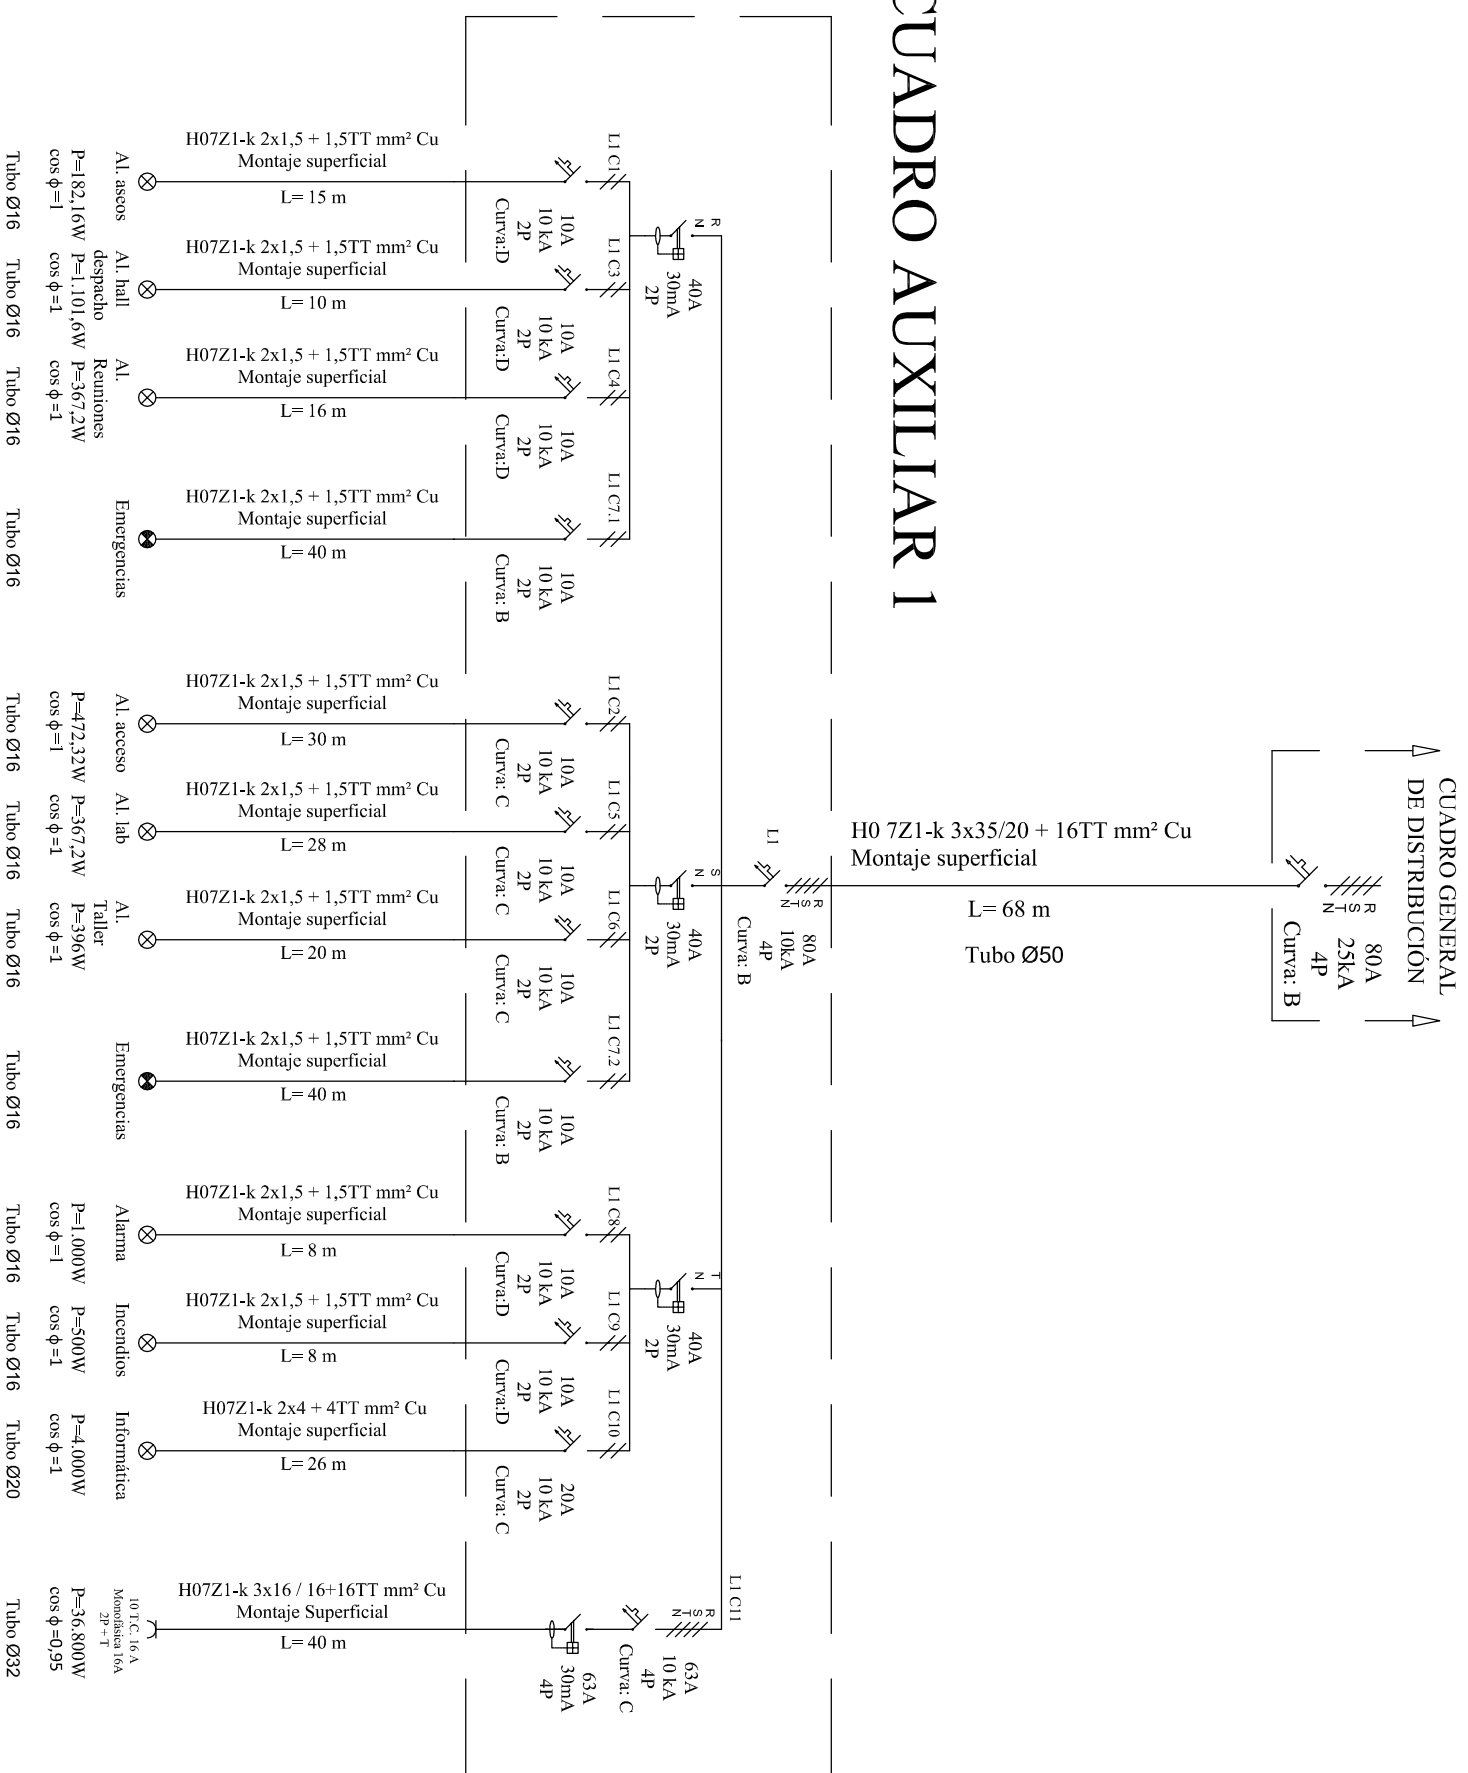 CUADRO AUXILIAR 1
CUADRO GENERAL
DE DISTRIBUCIÓN
R
S
T
N
80A
25kA
4P
Curva: B
H0 7Z1-k 3x35/20 + 16TT mm² Cu
Montaje superficial
L= 68 m
Tubo Ø50
L1
R
S
T
N
80A
10kA
4P
Curva: B
R
N
40A
30mA
2P
L1 C1
10A
10 kA
2P
Curva:D
H07Z1-k 2x1,5 + 1,5TT mm² Cu
Montaje superficial
L= 15 m
Al. aseos
P=182,16W
cos ϕ=1
Tubo Ø16
L1 C3
10A
10 kA
2P
Curva:D
H07Z1-k 2x1,5 + 1,5TT mm² Cu
Montaje superficial
L= 10 m
Al. hall
despacho
P=1.101,6W
cos ϕ=1
Tubo Ø16
L1 C4
10A
10 kA
2P
Curva:D
H07Z1-k 2x1,5 + 1,5TT mm² Cu
Montaje superficial
L= 16 m
Al.
Reuniones
P=367,2W
cos ϕ=1
Tubo Ø16
L1 C7.1
10A
10 kA
2P
Curva: B
H07Z1-k 2x1,5 + 1,5TT mm² Cu
Montaje superficial
L= 40 m
Emergencias
Tubo Ø16
S
N
40A
30mA
2P
L1 C2
10A
10 kA
2P
Curva: C
H07Z1-k 2x1,5 + 1,5TT mm² Cu
Montaje superficial
L= 30 m
Al. acceso
P=472,32W
cos ϕ=1
Tubo Ø16
L1 C5
10A
10 kA
2P
Curva: C
H07Z1-k 2x1,5 + 1,5TT mm² Cu
Montaje superficial
L= 28 m
Al. lab
P=367,2W
cos ϕ=1
Tubo Ø16
L1 C6
10A
10 kA
2P
Curva: C
H07Z1-k 2x1,5 + 1,5TT mm² Cu
Montaje superficial
L= 20 m
Al.
Taller
P=396W
cos ϕ=1
Tubo Ø16
L1 C7.2
10A
10 kA
2P
Curva: B
H07Z1-k 2x1,5 + 1,5TT mm² Cu
Montaje superficial
L= 40 m
Emergencias
Tubo Ø16
T
N
40A
30mA
2P
L1 C8
10A
10 kA
2P
Curva:D
H07Z1-k 2x1,5 + 1,5TT mm² Cu
Montaje superficial
L= 8 m
Alarma
P=1.000W
cos ϕ=1
Tubo Ø16
L1 C9
10A
10 kA
2P
Curva:D
H07Z1-k 2x1,5 + 1,5TT mm² Cu
Montaje superficial
L= 8 m
Incendios
P=500W
cos ϕ=1
Tubo Ø16
L1 C10
20A
10 kA
2P
Curva: C
H07Z1-k 2x4 + 4TT mm² Cu
Montaje superficial
L= 26 m
Informática
P=4.000W
cos ϕ=1
Tubo Ø20
L1 C11
R
S
T
N
63A
10 kA
4P
Curva: C
63A
30mA
4P
H07Z1-k 3x16 / 16+16TT mm² Cu
Montaje Superficial
L= 40 m
10 T.C. 16 A
Monofásica 16A
2P + T
P=36.800W
cos ϕ=0,95
Tubo Ø32